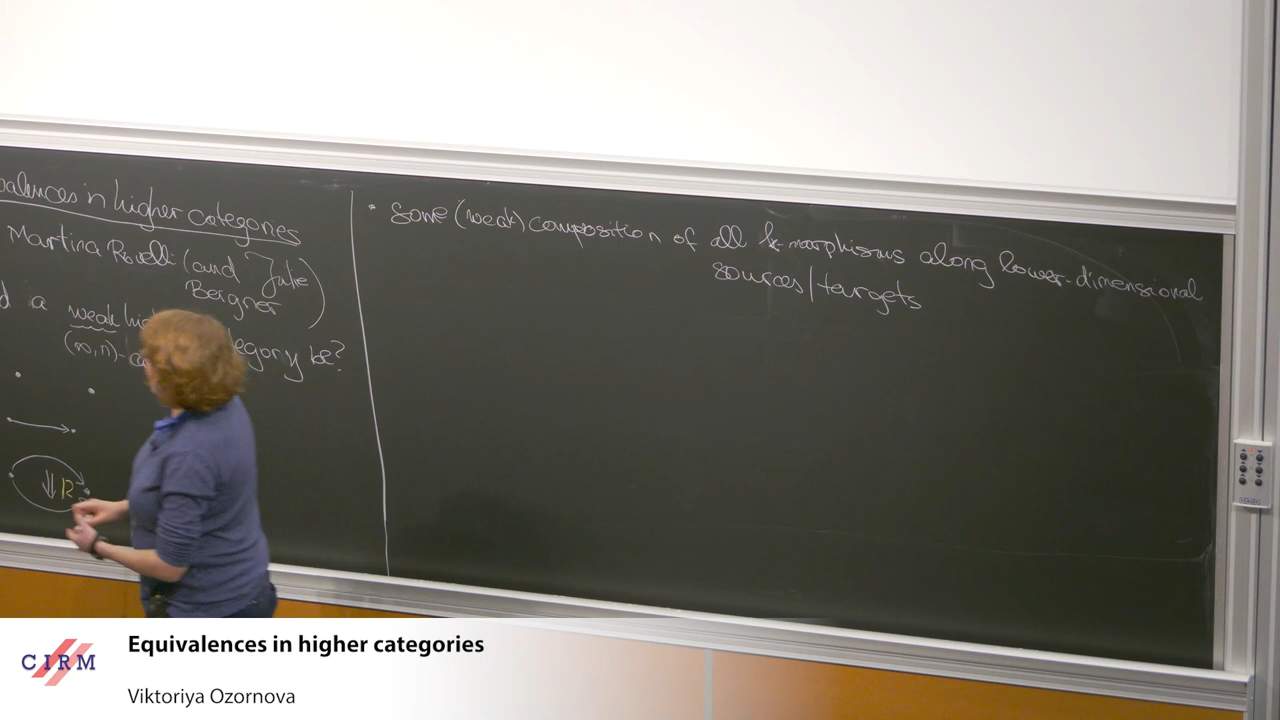 valences in higher categories
Martina Rovelli (and Julie
Bergner)
d a weak hi egory be?
(∞,n)-ca
• Some (weak) composition of all k-morphisms along lower-dimensional
sources/targets
CIRM
Equivalences in higher categories
Viktoriya Ozornova